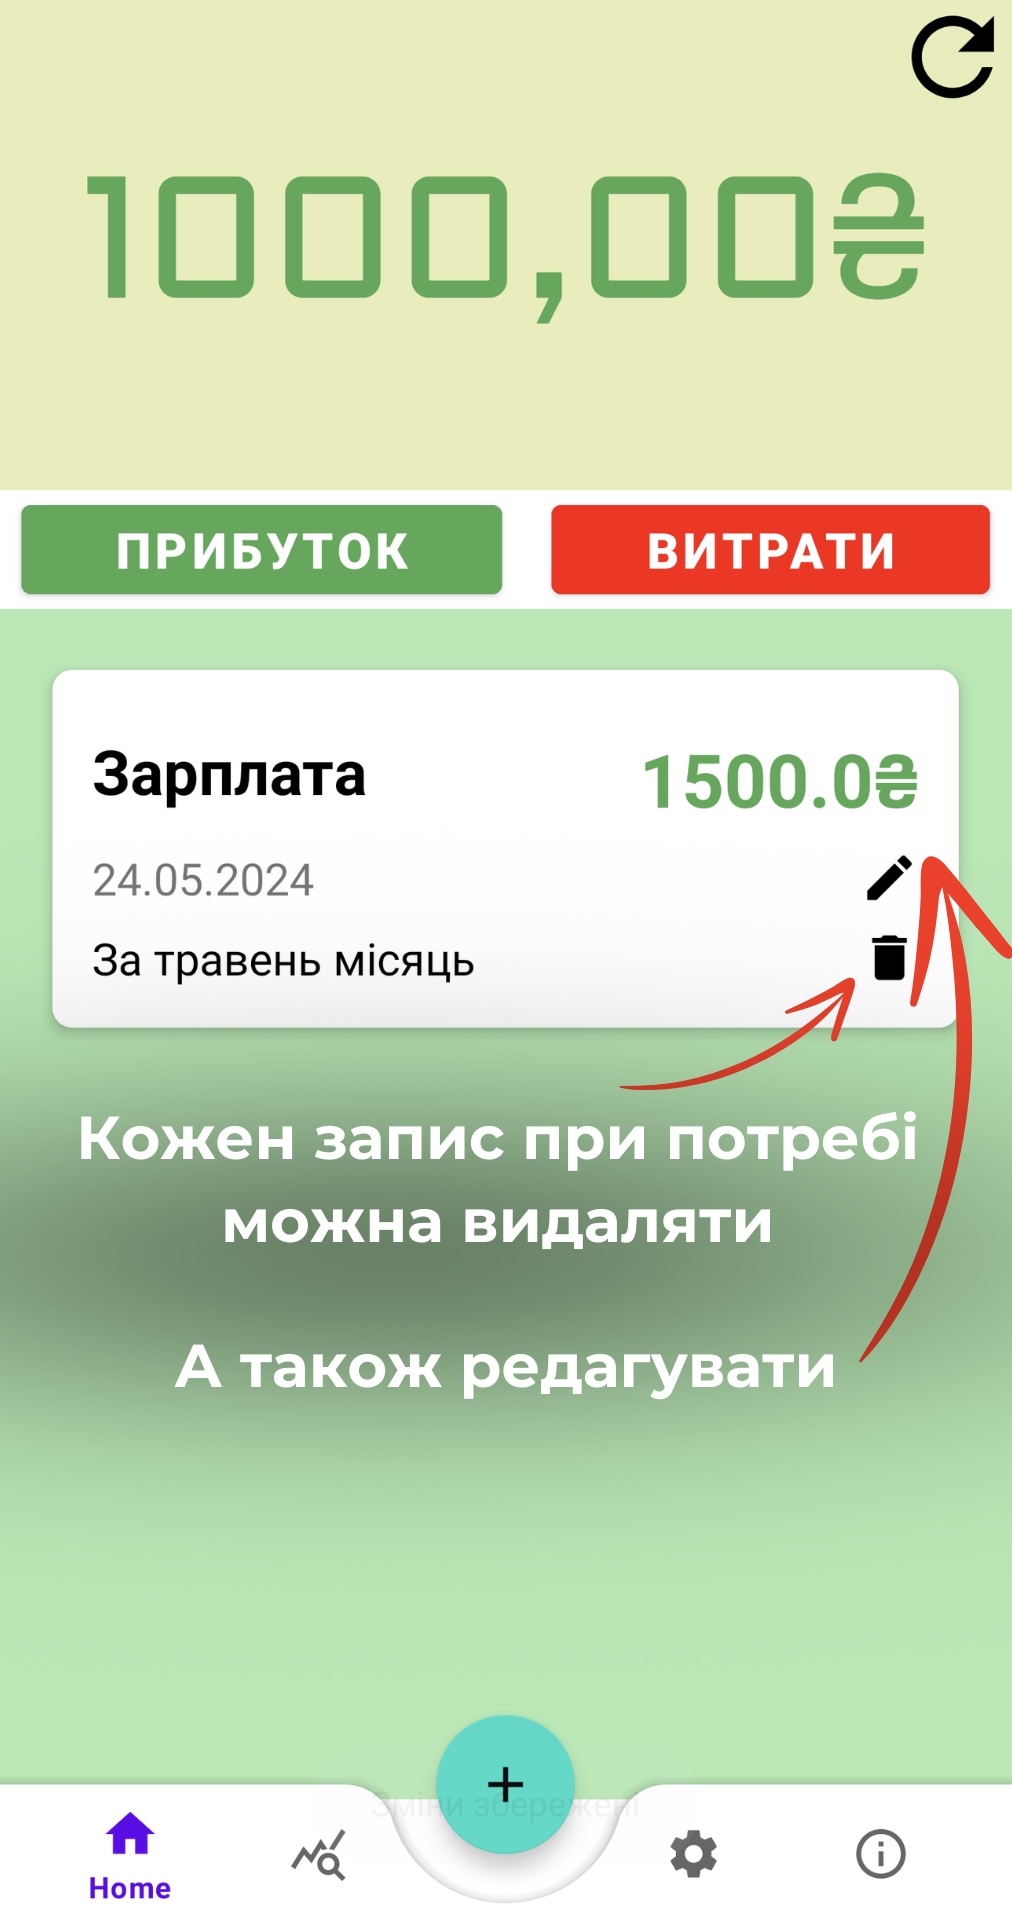 1000,00₴
ПРИБУТОК
ВИТРАТИ
Зарплата
1500.0₴
24.05.2024
За травень місяць
Кожен запис при потребі
можна видаляти
А також редагувати
Зміни збережені
Home